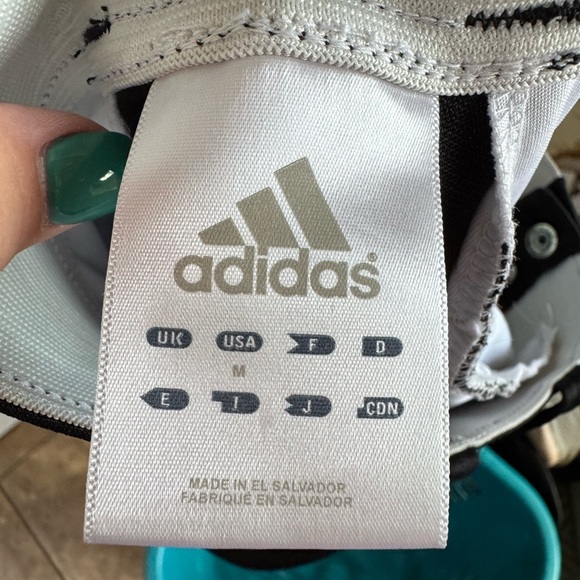 adidas®
UK USA F D
M
E I J CDN
MADE IN EL SALVADOR
FABRIQUÉ EN SALVADOR